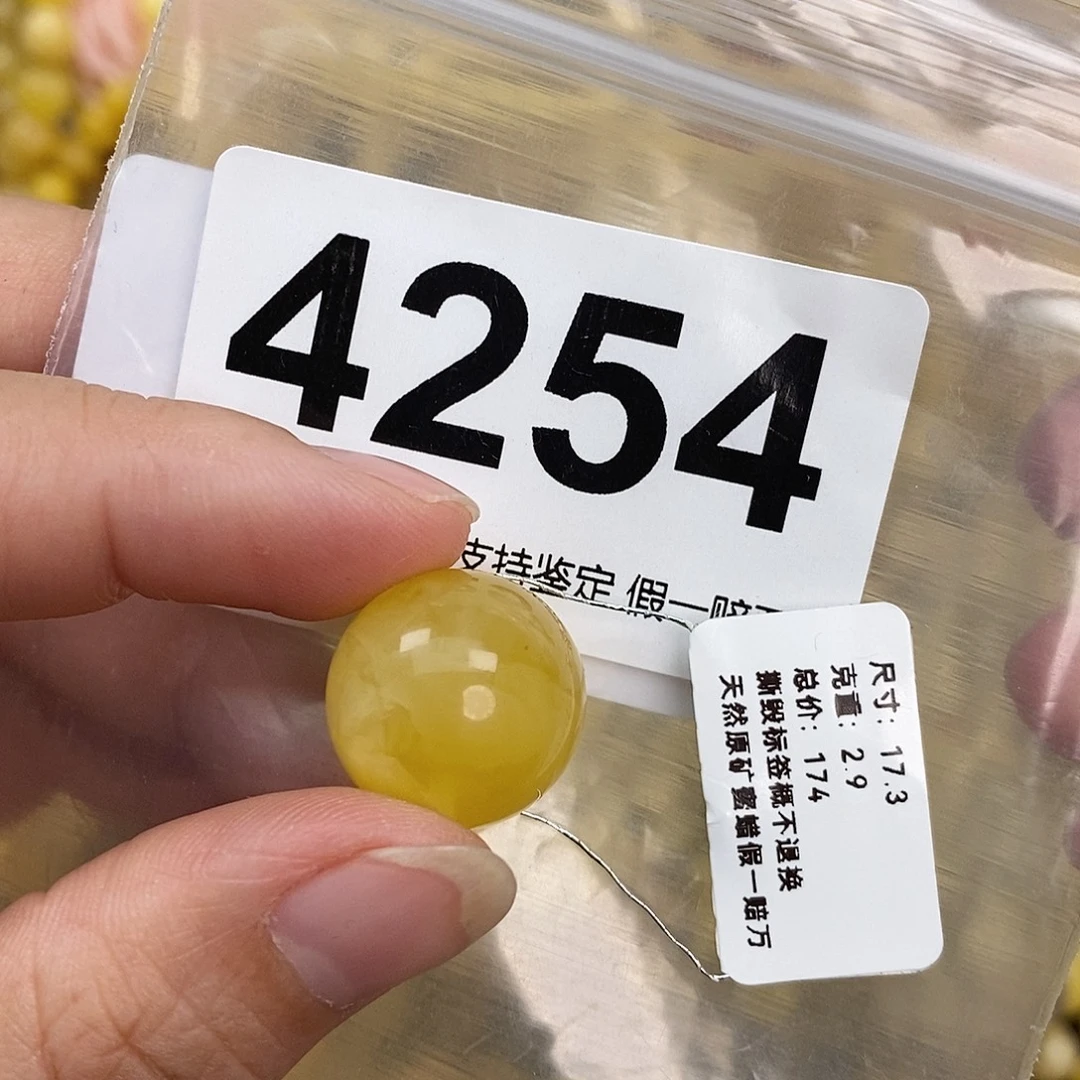 4254
支持鉴定 假一赔
尺寸: 17.3
克重: 2.9
总价: 174
撕毁标签概不退换
天然原矿蜜蜡假一赔万